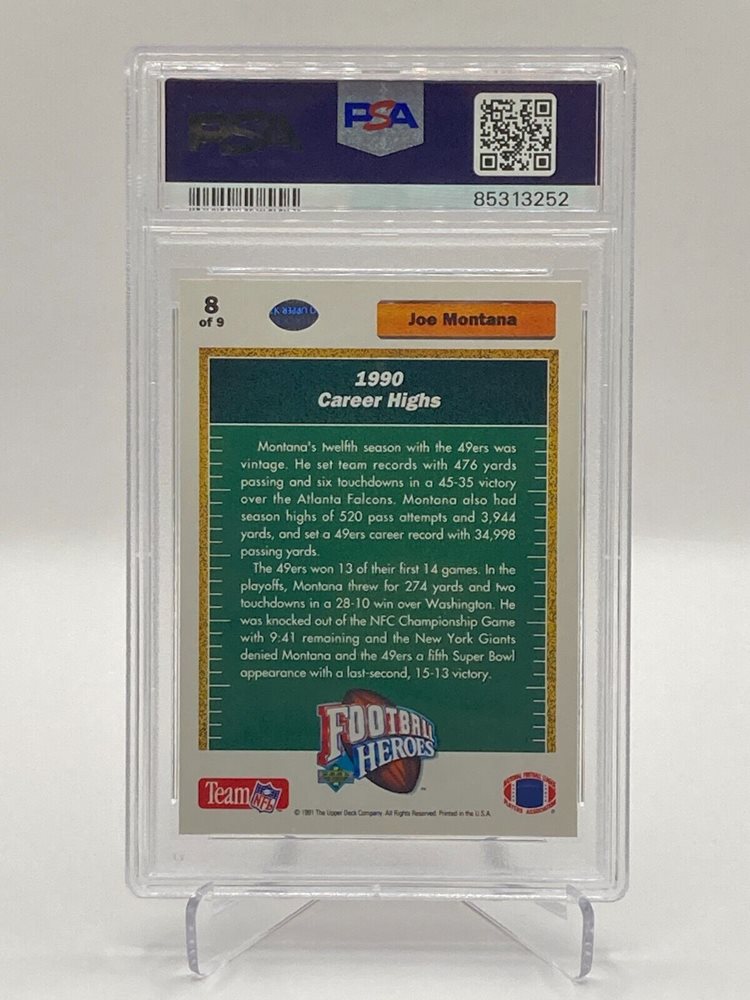 PSA
PSA
85313252
8
of 9
Joe Montana
1990
Career Highs
Montana's twelfth season with the 49ers was
vintage. He set team records with 476 yards
passing and six touchdowns in a 45-35 victory
over the Atlanta Falcons. Montana also had
season highs of 520 pass attempts and 3,944
yards, and set a 49ers career record with 34,998
passing yards.
The 49ers won 13 of their first 14 games. In the
playoffs, Montana threw for 274 yards and two
touchdowns in a 28-10 win over Washington. He
was knocked out of the NFC Championship Game
with 9:41 remaining and the New York Giants
denied Montana and the 49ers a fifth Super Bowl
appearance with a last-second, 15-13 victory.
FOOTBALL
HEROES
Team NFL
© 1991 The Upper Deck Company. All Rights Reserved. Printed in the U.S.A.
NATIONAL FOOTBALL LEAGUE
PLAYERS ASSOCIATION